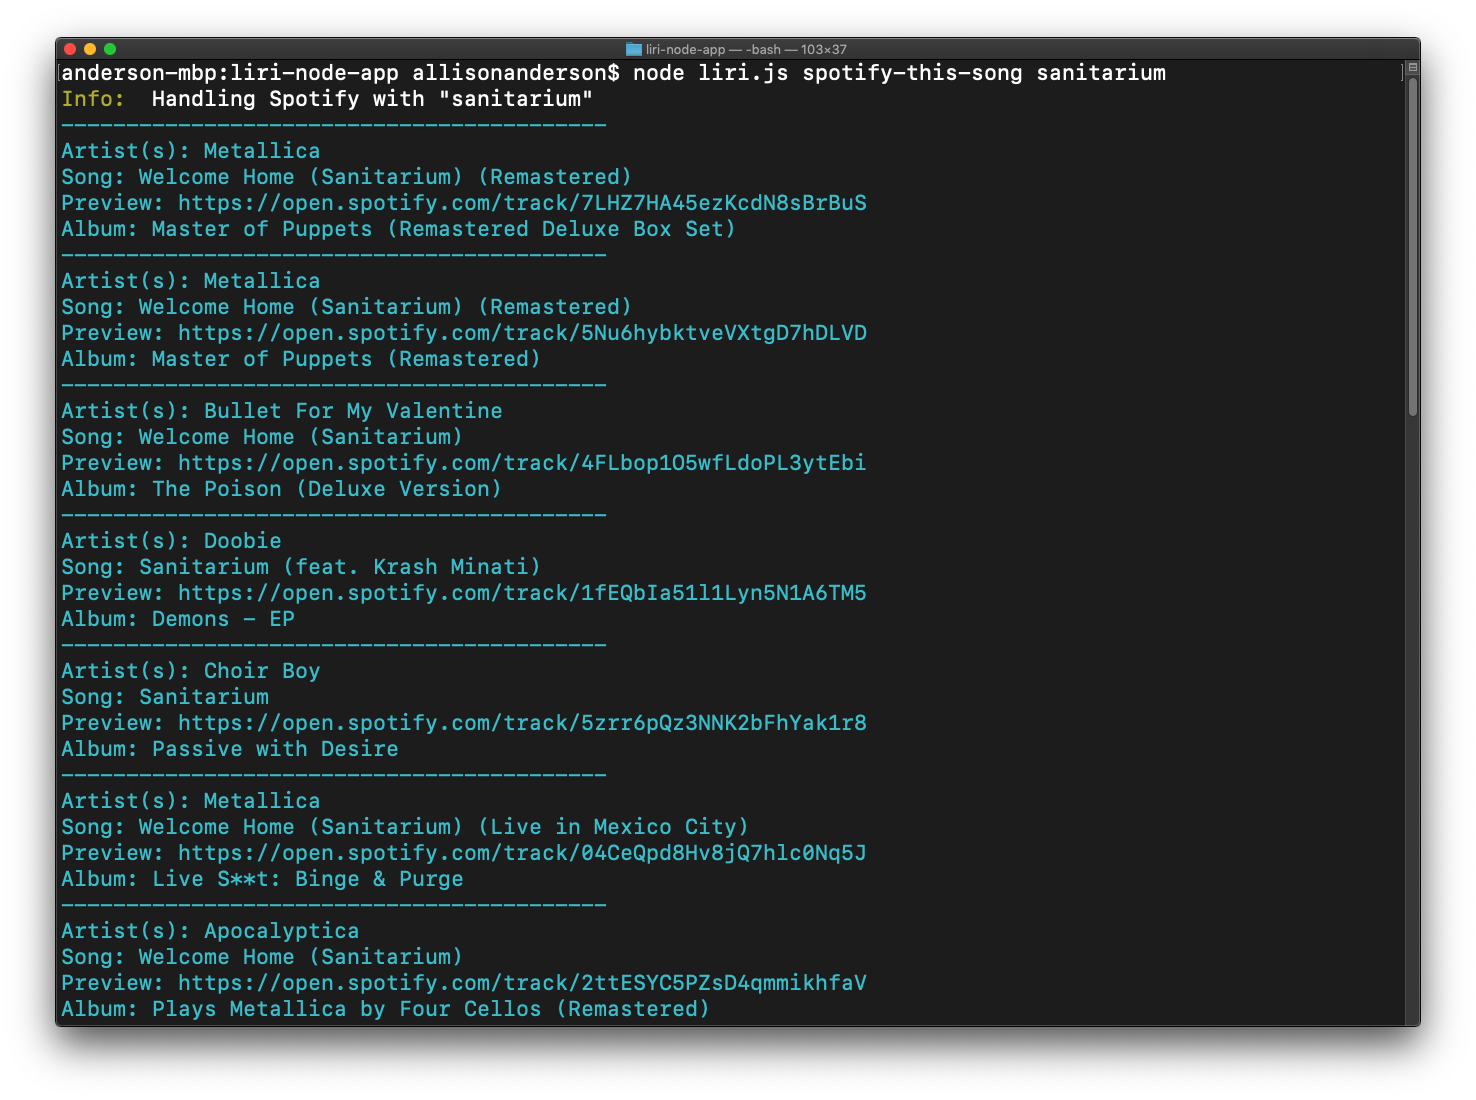 liri-node-app — -bash — 103×37
anderson-mbp:liri-node-app allisonanderson$ node liri.js spotify-this-song sanitarium
Info:  Handling Spotify with "sanitarium"
------------------------------------------
Artist(s): Metallica
Song: Welcome Home (Sanitarium) (Remastered)
Preview: https://open.spotify.com/track/7LHZ7HA45ezKcdN8sBrBuS
Album: Master of Puppets (Remastered Deluxe Box Set)
------------------------------------------
Artist(s): Metallica
Song: Welcome Home (Sanitarium) (Remastered)
Preview: https://open.spotify.com/track/5Nu6hybktveVXtgD7hDLVD
Album: Master of Puppets (Remastered)
------------------------------------------
Artist(s): Bullet For My Valentine
Song: Welcome Home (Sanitarium)
Preview: https://open.spotify.com/track/4FLbop1O5wfLdoPL3ytEbi
Album: The Poison (Deluxe Version)
------------------------------------------
Artist(s): Doobie
Song: Sanitarium (feat. Krash Minati)
Preview: https://open.spotify.com/track/1fEQbIa51l1Lyn5N1A6TM5
Album: Demons - EP
------------------------------------------
Artist(s): Choir Boy
Song: Sanitarium
Preview: https://open.spotify.com/track/5zrr6pQz3NNK2bFhYak1r8
Album: Passive with Desire
------------------------------------------
Artist(s): Metallica
Song: Welcome Home (Sanitarium) (Live in Mexico City)
Preview: https://open.spotify.com/track/04CeQpd8Hv8jQ7hlc0Nq5J
Album: Live S**t: Binge & Purge
------------------------------------------
Artist(s): Apocalyptica
Song: Welcome Home (Sanitarium)
Preview: https://open.spotify.com/track/2ttESYC5PZsD4qmmikhfaV
Album: Plays Metallica by Four Cellos (Remastered)